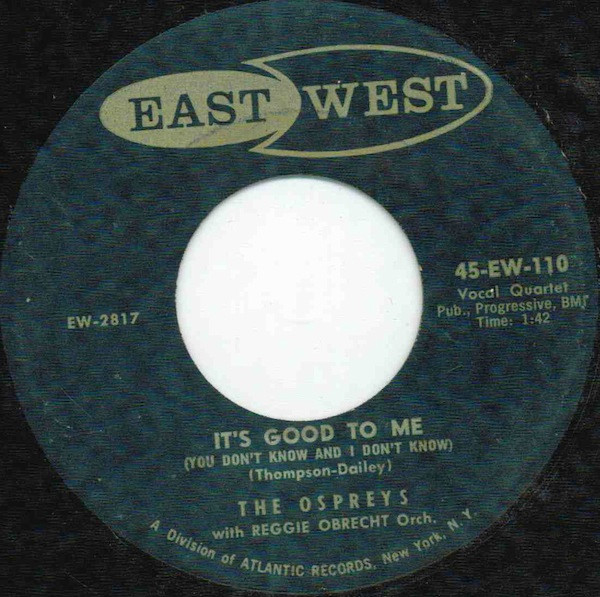 EAST WEST
45-EW-110
Vocal Quartet
Pub., Progressive, BMI
Time: 1:42
EW-2817
IT'S GOOD TO ME
(YOU DON'T KNOW AND I DON'T KNOW)
(Thompson-Dailey)
THE OSPREYS
with REGGIE OBRECHT Orch.
A Division of ATLANTIC RECORDS, New York, N. Y.